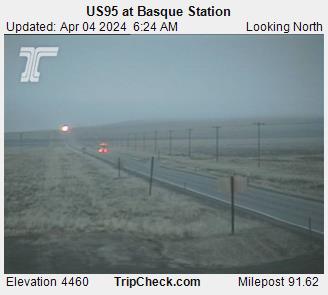 US95 at Basque Station
Updated: Apr 04 2024 6:24 AM Looking North
Elevation 4460 TripCheck.com Milepost 91.62